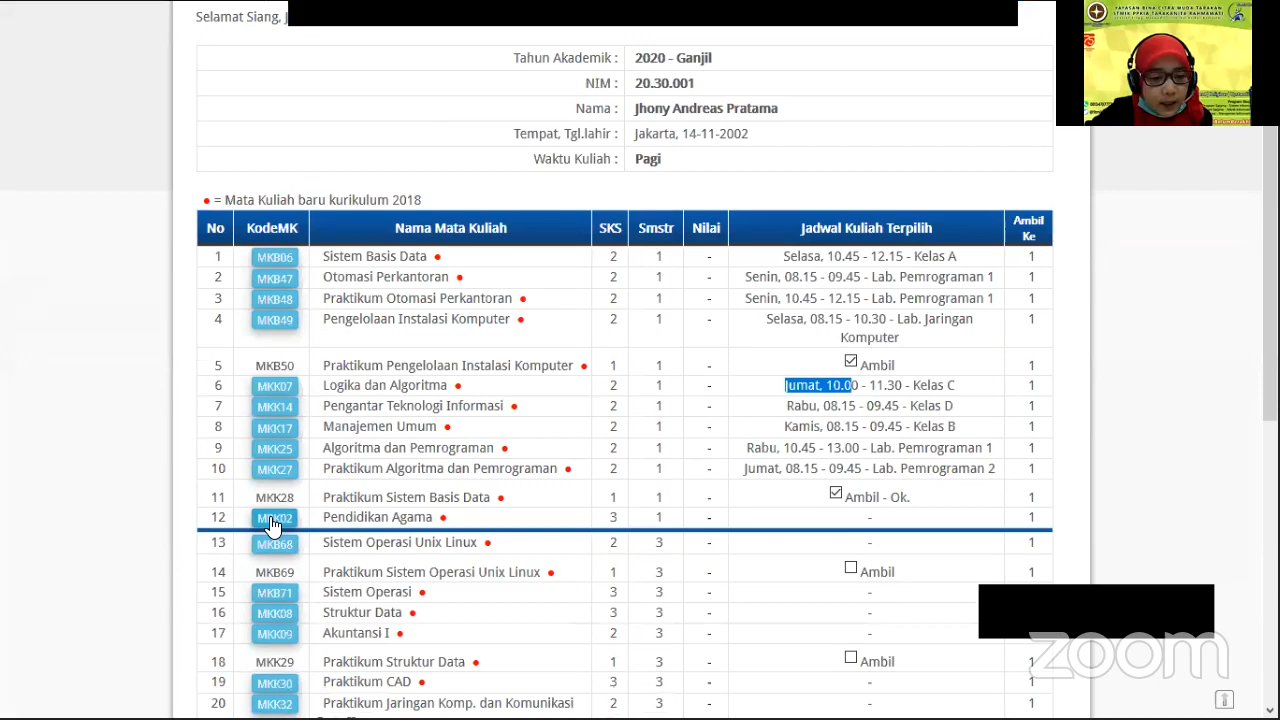 Selamat Siang, J
YAYASAN BINA CITRA MUDA TARAKAN
STMIK PPKIA TARAKANITA RAHMAWATI
Tahun Akademik : 2020 - Ganjil
NIM : 20.30.001
Nama : Jhony Andreas Pratama
Tempat, Tgl.lahir : Jakarta, 14-11-2002
Waktu Kuliah : Pagi
= Mata Kuliah baru kurikulum 2018
No KodeMK Nama Mata Kuliah SKS Smstr Nilai Jadwal Kuliah Terpilih Ambil Ke
1 MKB06 Sistem Basis Data 2 1 - Selasa, 10.45 - 12.15 - Kelas A 1
2 MKB47 Otomasi Perkantoran 2 1 - Senin, 08.15 - 09.45 - Lab. Pemrograman 1 1
3 MKB48 Praktikum Otomasi Perkantoran 2 1 - Senin, 10.45 - 12.15 - Lab. Pemrograman 1 1
4 MKB49 Pengelolaan Instalasi Komputer 2 1 - Selasa, 08.15 - 10.30 - Lab. Jaringan 1
Komputer
5 MKB50 Praktikum Pengelolaan Instalasi Komputer 1 1 - Ambil 1
6 MKK07 Logika dan Algoritma 2 1 - Jumat, 10.00 - 11.30 - Kelas C 1
7 MKK14 Pengantar Teknologi Informasi 2 1 - Rabu, 08.15 - 09.45 - Kelas D 1
8 MKK17 Manajemen Umum 2 1 - Kamis, 08.15 - 09.45 - Kelas B 1
9 MKK25 Algoritma dan Pemrograman 2 1 - Rabu, 10.45 - 13.00 - Lab. Pemrograman 1 1
10 MKK27 Praktikum Algoritma dan Pemrograman 2 1 - Jumat, 08.15 - 09.45 - Lab. Pemrograman 2 1
11 MKK28 Praktikum Sistem Basis Data 1 1 - Ambil - Ok. 1
12 MKK02 Pendidikan Agama 3 1 - - 1
13 MKB68 Sistem Operasi Unix Linux 2 3 - - 1
14 MKB69 Praktikum Sistem Operasi Unix Linux 1 3 - Ambil 1
15 MKB71 Sistem Operasi 3 3 - -
16 MKK08 Struktur Data 3 3 - -
17 MKK09 Akuntansi I 2 3 - - 1
18 MKK29 Praktikum Struktur Data 1 3 - Ambil 1
19 MKK30 Praktikum CAD 3 3 - - 1
20 MKK32 Praktikum Jaringan Komp. dan Komunikasi 2 3 - - 1
zoom